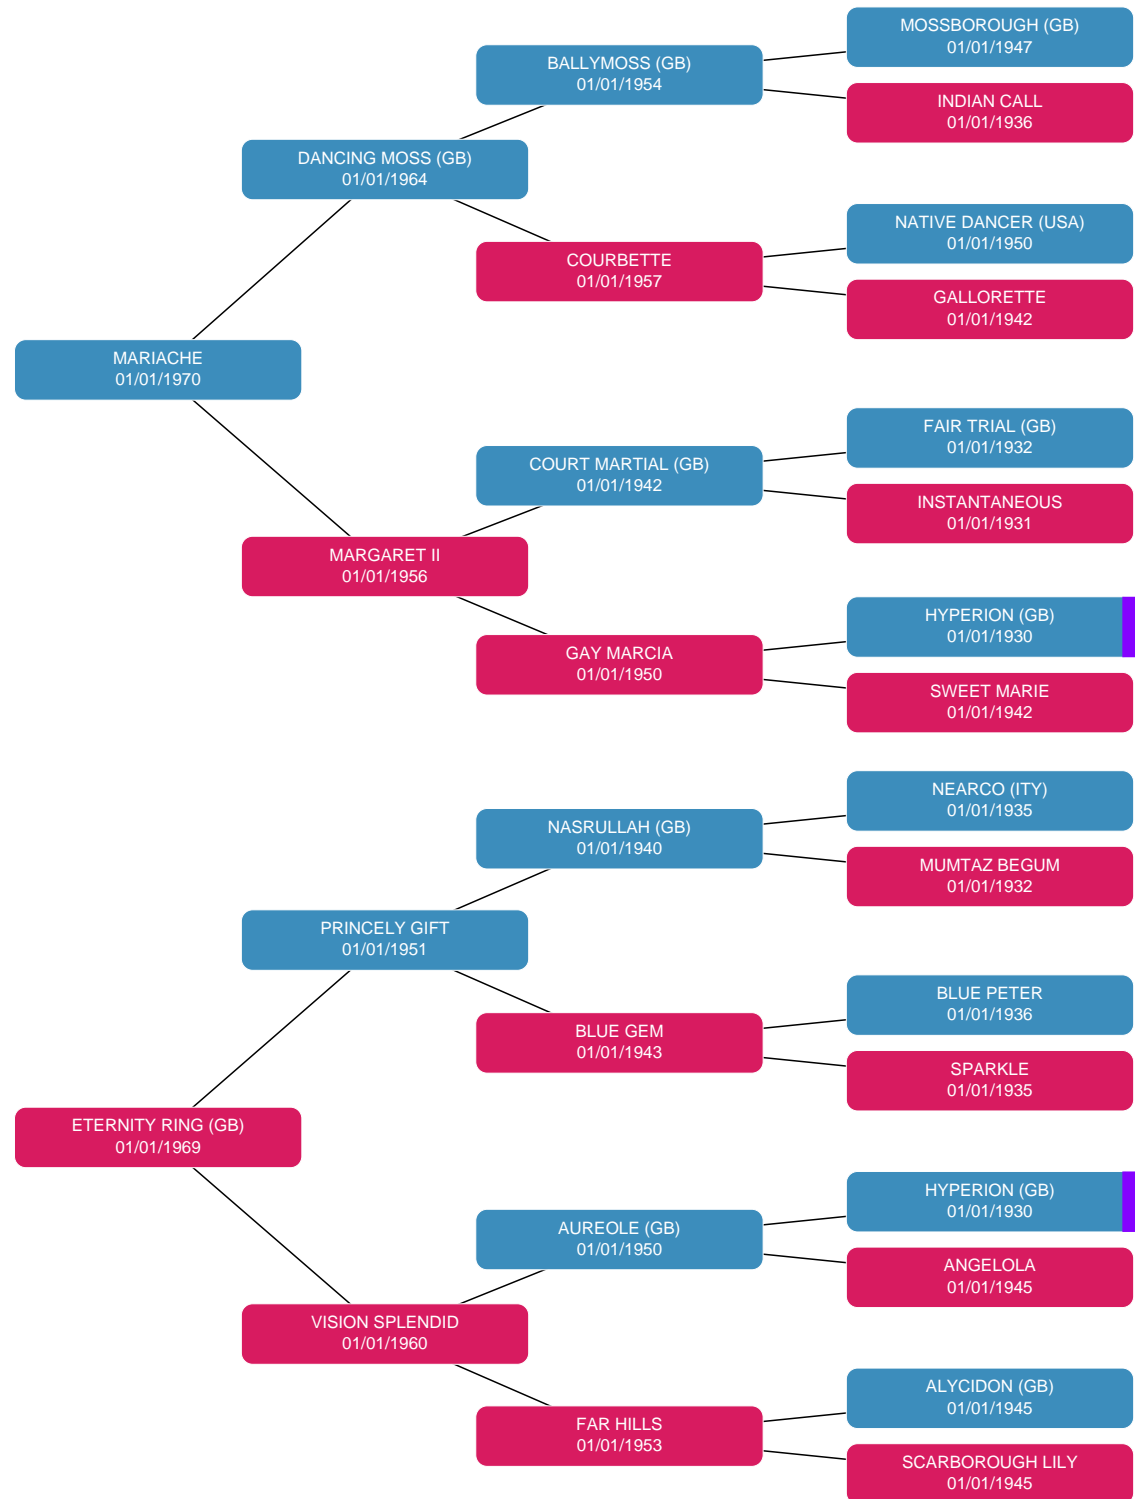 MOSSBOROUGH (GB)
01/01/1947
BALLYMOSS (GB)
01/01/1954
INDIAN CALL
01/01/1936
DANCING MOSS (GB)
01/01/1964
NATIVE DANCER (USA)
01/01/1950
COURBETTE
01/01/1957
GALLORETTE
01/01/1942
MARIACHE
01/01/1970
FAIR TRIAL (GB)
01/01/1932
COURT MARTIAL (GB)
01/01/1942
INSTANTANEOUS
01/01/1931
MARGARET II
01/01/1956
HYPERION (GB)
01/01/1930
GAY MARCIA
01/01/1950
SWEET MARIE
01/01/1942
NEARCO (ITY)
01/01/1935
NASRULLAH (GB)
01/01/1940
MUMTAZ BEGUM
01/01/1932
PRINCELY GIFT
01/01/1951
BLUE PETER
01/01/1936
BLUE GEM
01/01/1943
SPARKLE
01/01/1935
ETERNITY RING (GB)
01/01/1969
HYPERION (GB)
01/01/1930
AUREOLE (GB)
01/01/1950
ANGELOLA
01/01/1945
VISION SPLENDID
01/01/1960
ALYCIDON (GB)
01/01/1945
FAR HILLS
01/01/1953
SCARBOROUGH LILY
01/01/1945